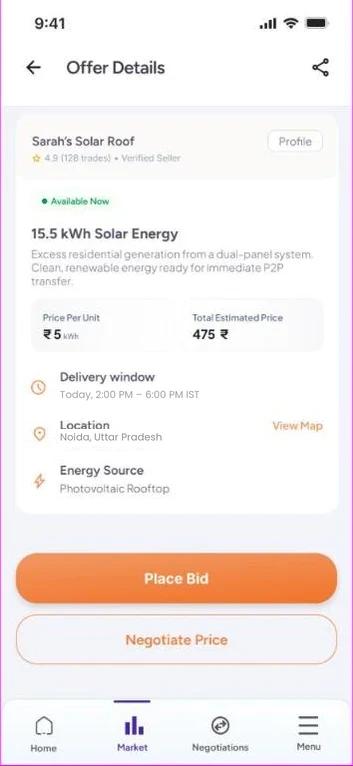 9:41
Offer Details
Sarah's Solar Roof
Profile
4.9 (128 trades) • Verified Seller
Available Now
15.5 kWh Solar Energy
Excess residential generation from a dual-panel system.
Clean, renewable energy ready for immediate P2P
transfer.
Price Per Unit
Total Estimated Price
₹ 5 kWh
475 ₹
Delivery window
Today, 2:00 PM – 6:00 PM IST
Location
View Map
Noida, Uttar Pradesh
Energy Source
Photovoltaic Rooftop
Place Bid
Negotiate Price
Home
Market
Negotiations
Menu